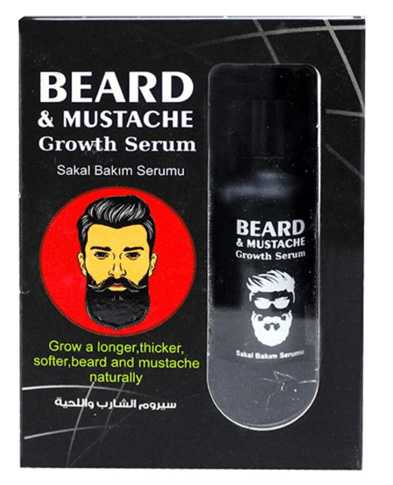 BEARD
& MUSTACHE
Growth Serum
Sakal Bakım Serumu
Grow a longer,thicker,
softer,beard and mustache
naturally
سيروم الشارب واللحية
BEARD
& MUSTACHE
Growth Serum
Sakal Bakım Serumu